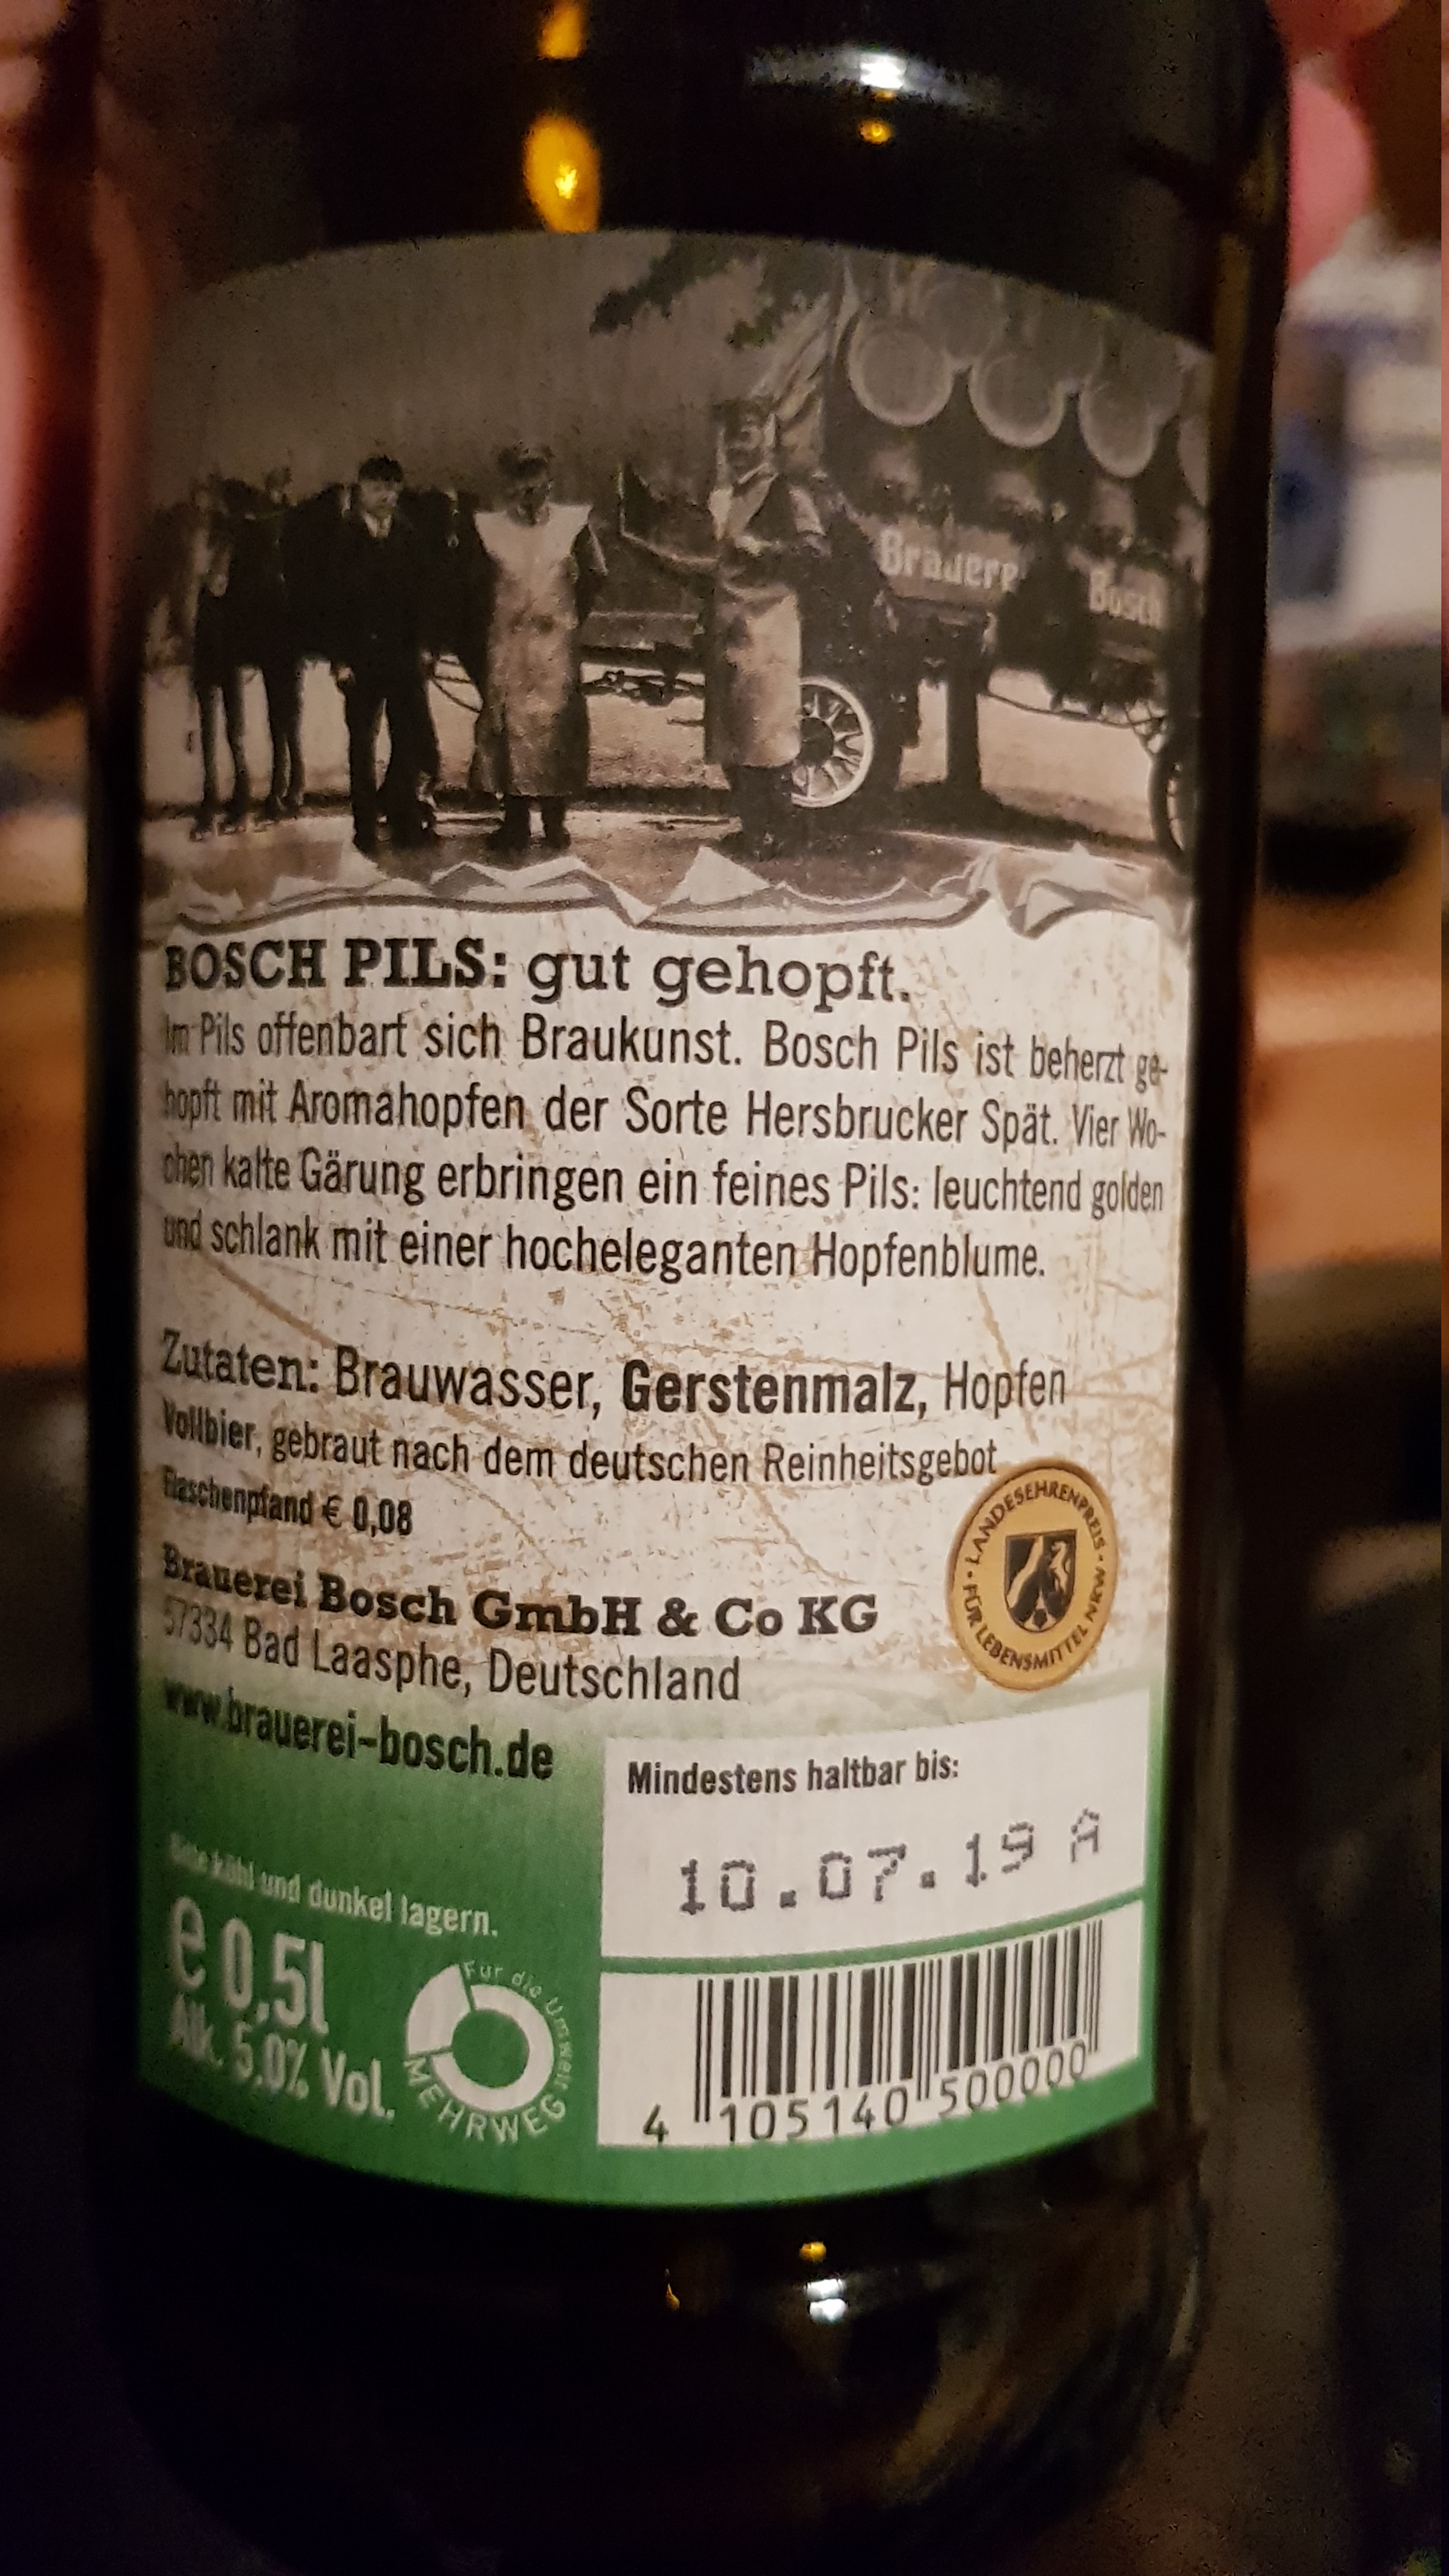 Brauerei Bosch
BOSCH PILS: gut gehopft.
Im Pils offenbart sich Braukunst. Bosch Pils ist beherzt ge-
hopft mit Aromahopfen der Sorte Hersbrucker Spät. Vier Wo-
chen kalte Gärung erbringen ein feines Pils: leuchtend golden
und schlank mit einer hocheleganten Hopfenblume.
Zutaten: Brauwasser, Gerstenmalz, Hopfen
Vollbier, gebraut nach dem deutschen Reinheitsgebot
Flaschenpfand € 0,08
· LANDESEHRENPREIS · FÜR LEBENSMITTEL NRW
Brauerei Bosch GmbH & Co KG
57334 Bad Laasphe, Deutschland
www.brauerei-bosch.de
Mindestens haltbar bis:
10.07.19 A
Bitte kühl und dunkel lagern.
e 0,5l
Alk. 5,0% Vol.
Für die Umwelt
MEHRWEG
4 105140 500000